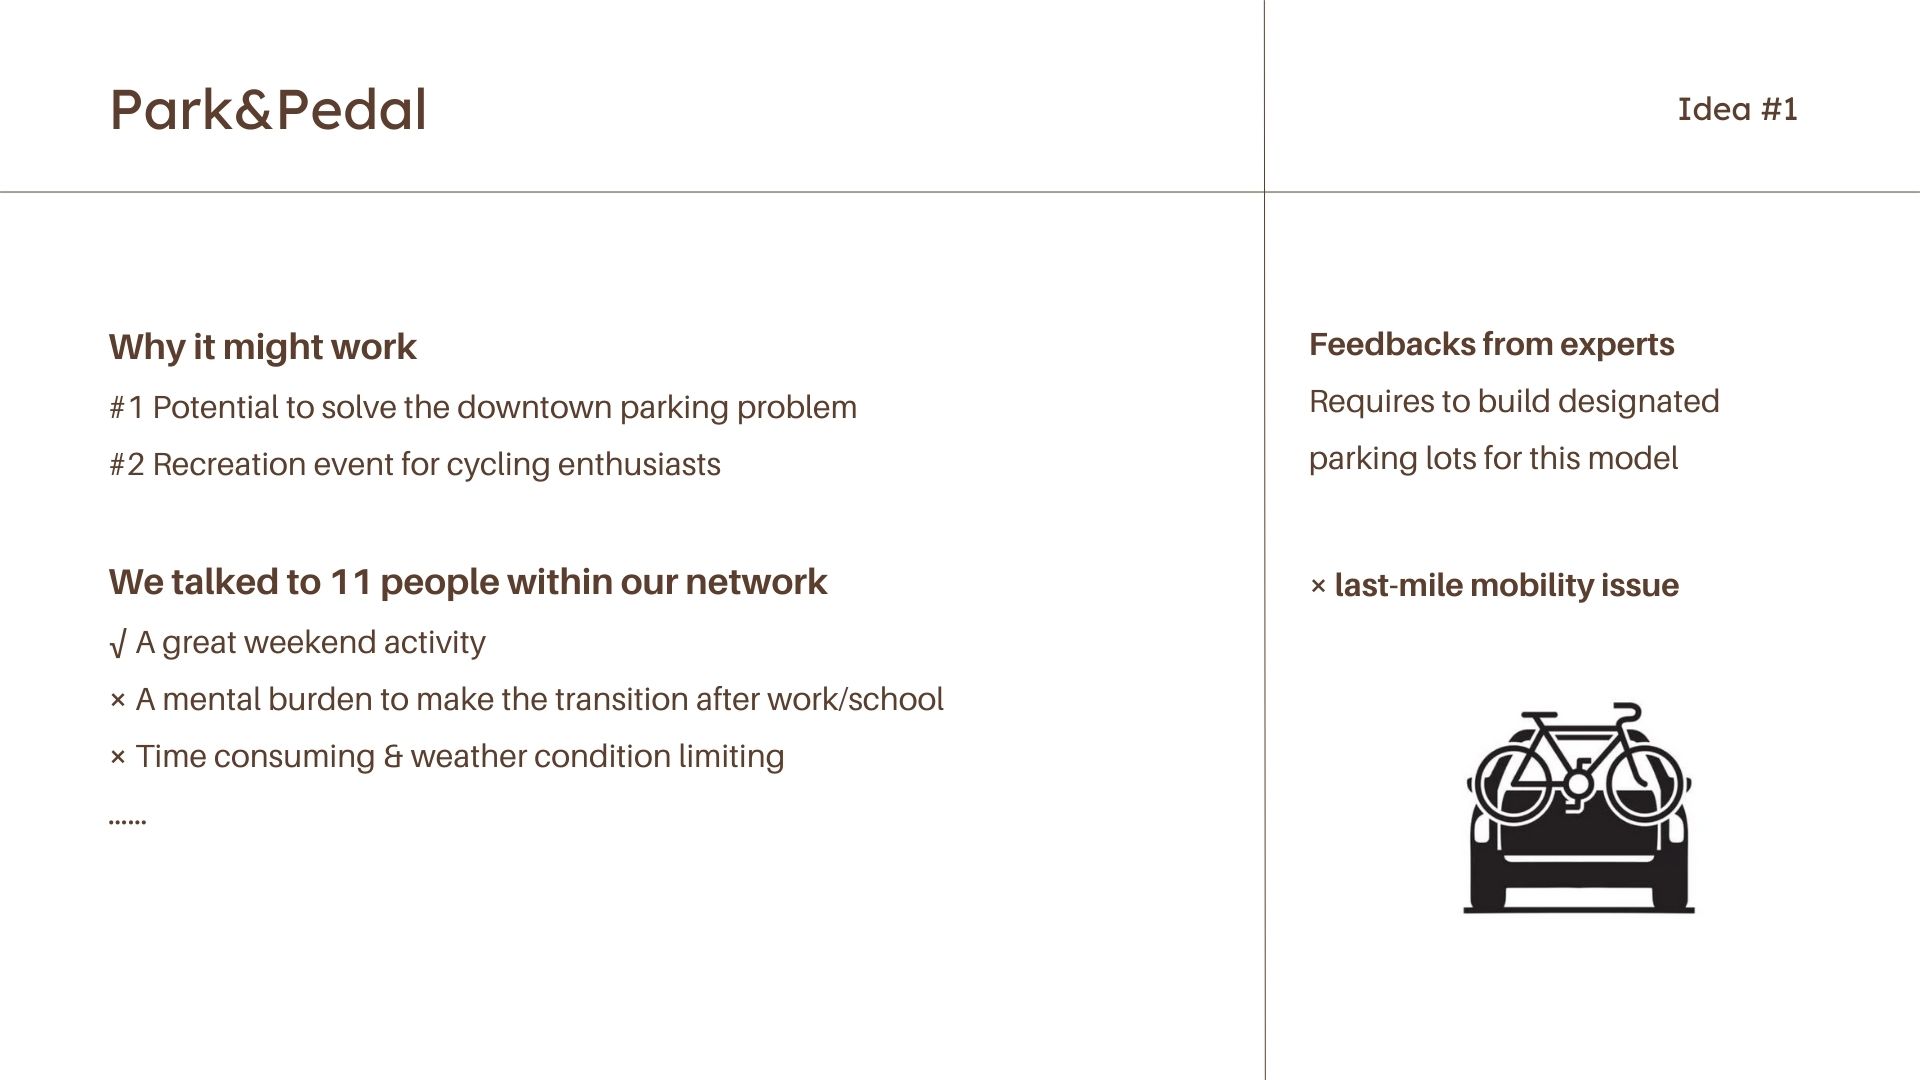 Park&Pedal
Idea #1
Why it might work
#1 Potential to solve the downtown parking problem
#2 Recreation event for cycling enthusiasts
We talked to 11 people within our network
√ A great weekend activity
× A mental burden to make the transition after work/school
× Time consuming & weather condition limiting
......
Feedbacks from experts
Requires to build designated
parking lots for this model
× last-mile mobility issue